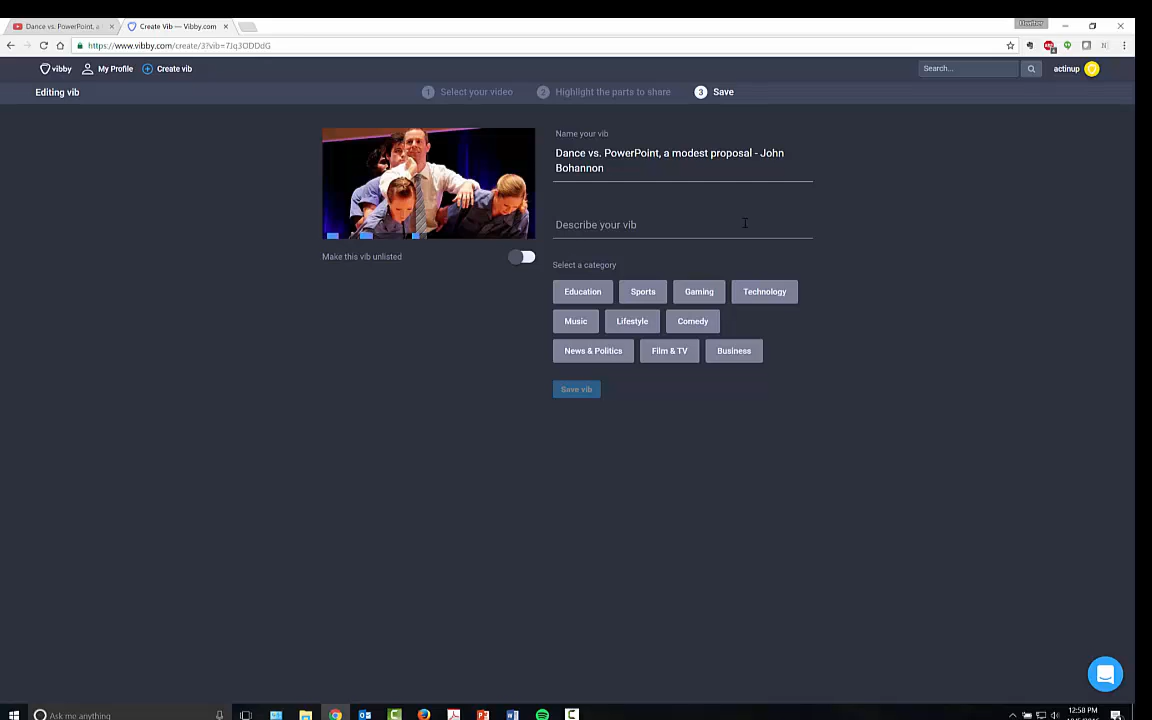 Dance vs. PowerPoint, a
Create Vib — Vibby.com
https://www.vibby.com/create/3?vib=7Jq3ODDdG
vibby My Profile Create vib
Search...
actinup
Editing vib
1 Select your video
2 Highlight the parts to share
3 Save
Name your vib
Dance vs. PowerPoint, a modest proposal - John
Bohannon
Describe your vib
Make this vib unlisted
Select a category
Education Sports Gaming Technology
Music Lifestyle Comedy
News & Politics Film & TV Business
Save vib
Ask me anything
12:58 PM